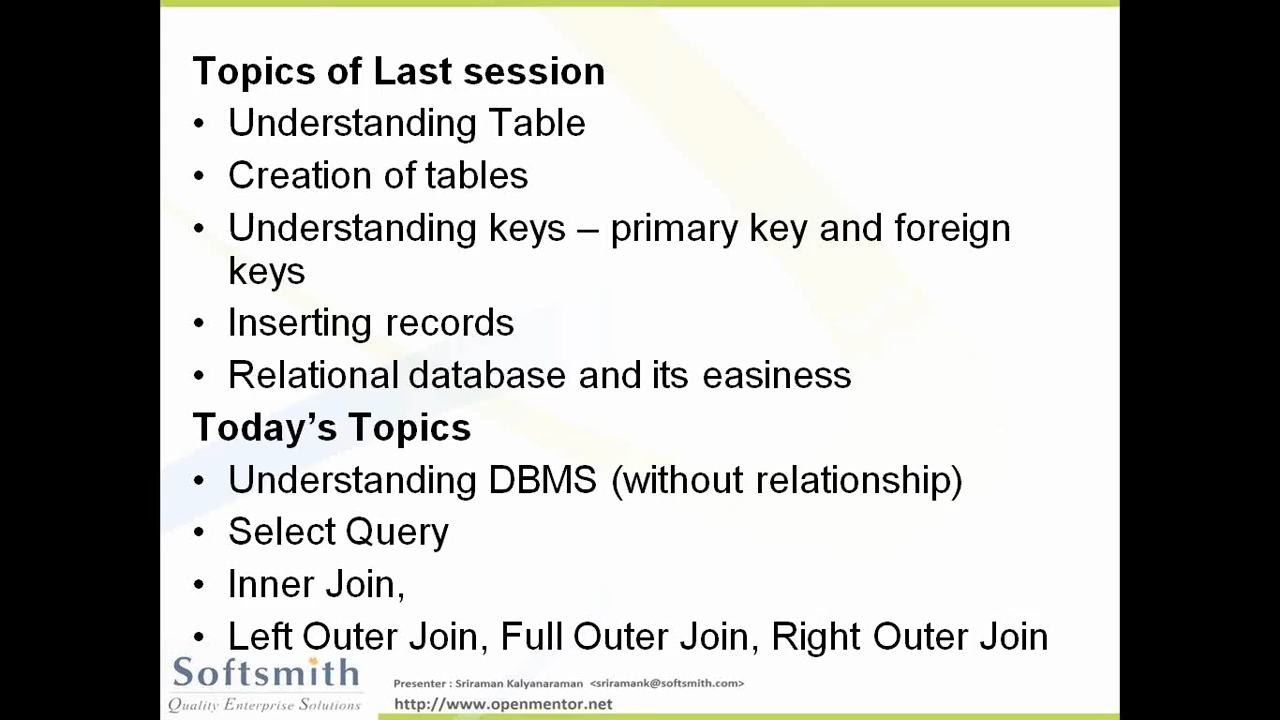 Topics of Last session
• Understanding Table
• Creation of tables
• Understanding keys – primary key and foreign
keys
• Inserting records
• Relational database and its easiness
Today’s Topics
• Understanding DBMS (without relationship)
• Select Query
• Inner Join,
• Left Outer Join, Full Outer Join, Right Outer Join
Softsmith
Quality Enterprise Solutions
Presenter : Sriraman Kalyanaraman <sriramank@softsmith.com>
http://www.openmentor.net